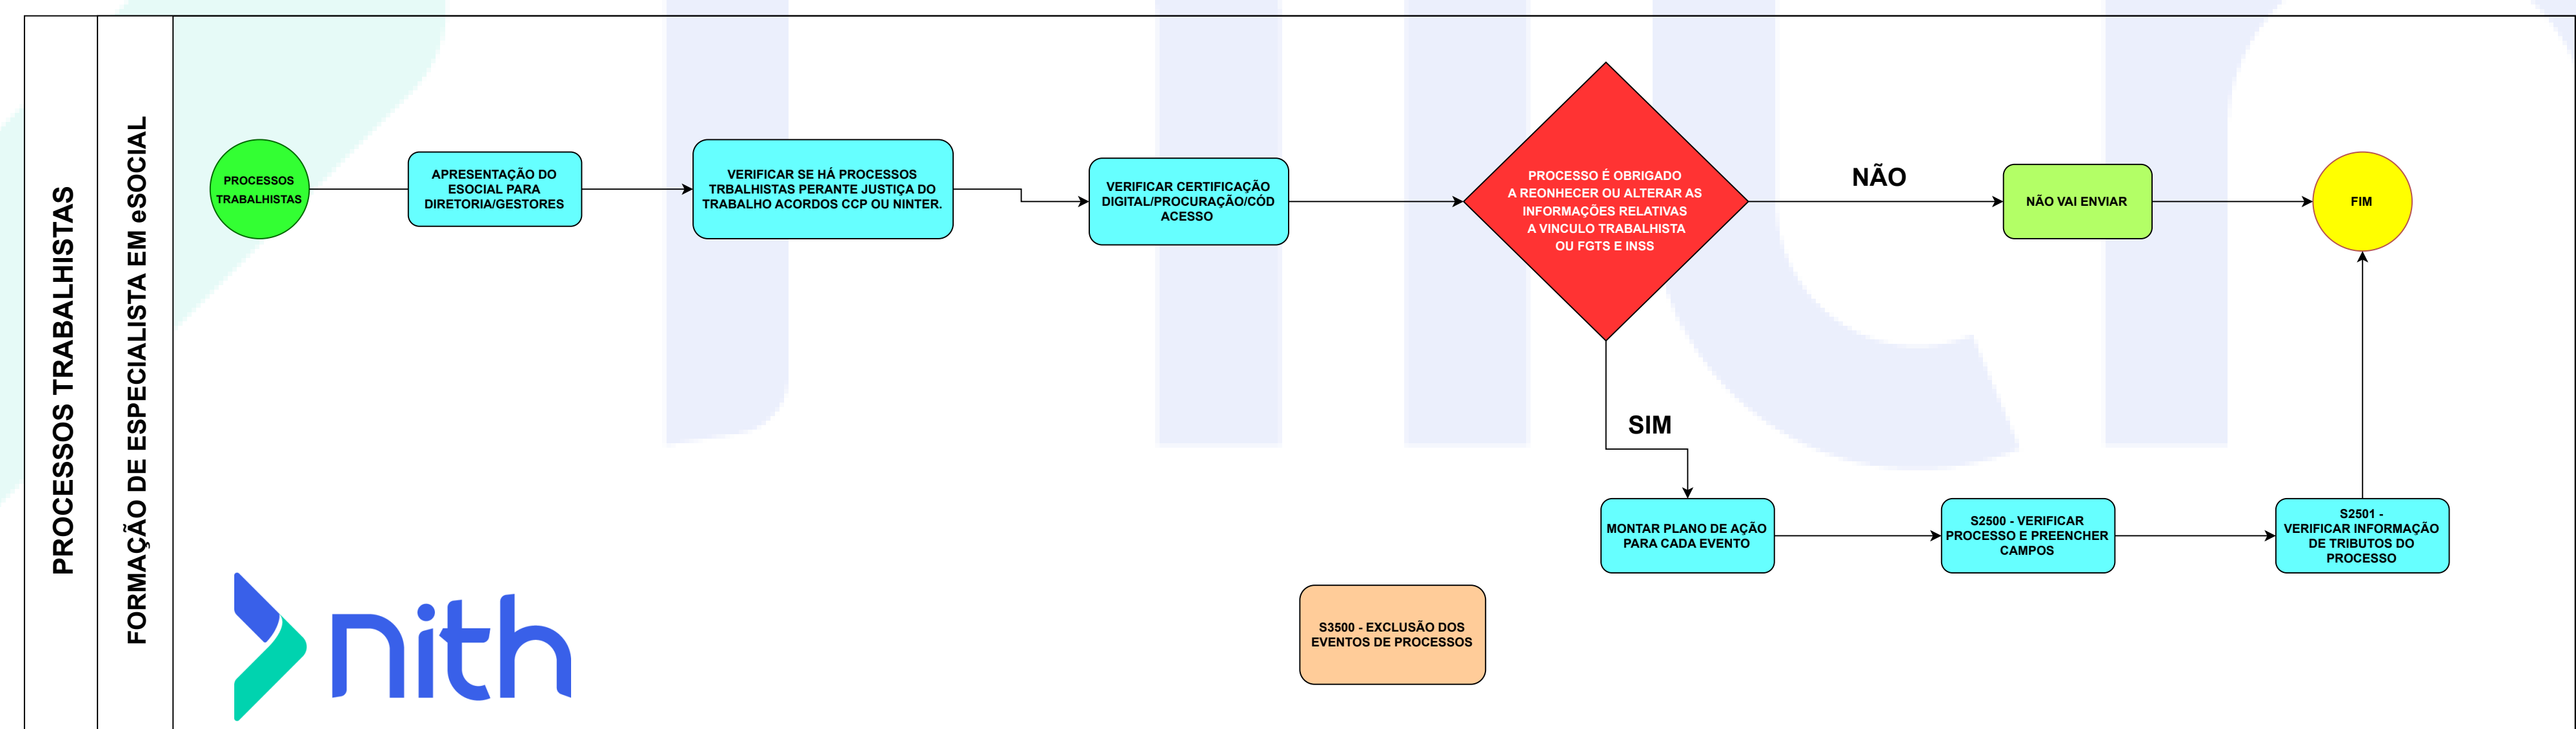 PROCESSOS TRABALHISTAS
FORMAÇÃO DE ESPECIALISTA EM eSOCIAL
PROCESSOS
TRABALHISTAS
APRESENTAÇÃO DO
ESOCIAL PARA
DIRETORIA/GESTORES
VERIFICAR SE HÁ PROCESSOS
TRBALHISTAS PERANTE JUSTIÇA DO
TRABALHO ACORDOS CCP OU NINTER.
VERIFICAR CERTIFICAÇÃO
DIGITAL/PROCURAÇÃO/CÓD
ACESSO
PROCESSO É OBRIGADO
A REONHECER OU ALTERAR AS
INFORMAÇÕES RELATIVAS
A VINCULO TRABALHISTA
OU FGTS E INSS
NÃO
NÃO VAI ENVIAR
FIM
SIM
MONTAR PLANO DE AÇÃO
PARA CADA EVENTO
S2500 - VERIFICAR
PROCESSO E PREENCHER
CAMPOS
S2501 -
VERIFICAR INFORMAÇÃO
DE TRIBUTOS DO
PROCESSO
S3500 - EXCLUSÃO DOS
EVENTOS DE PROCESSOS
nith